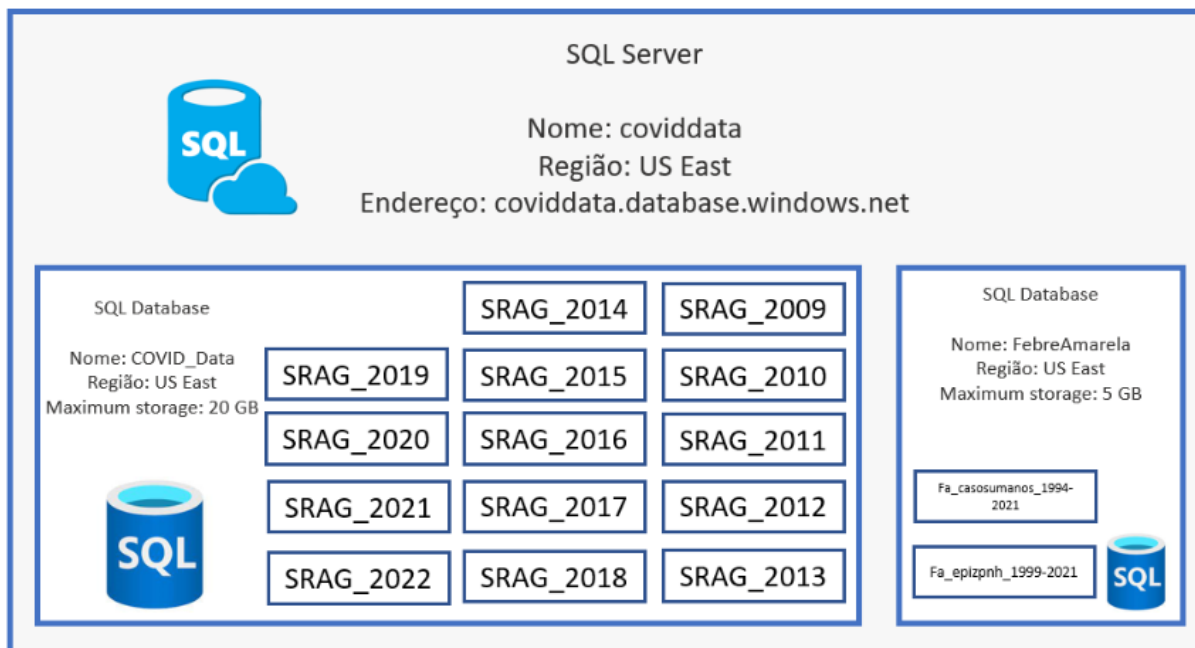 SQL Server
SQL
Nome: coviddata
Região: US East
Endereço: coviddata.database.windows.net
SQL Database
Nome: COVID_Data
Região: US East
Maximum storage: 20 GB
SQL
SRAG_2019
SRAG_2020
SRAG_2021
SRAG_2022
SRAG_2014
SRAG_2015
SRAG_2016
SRAG_2017
SRAG_2018
SRAG_2009
SRAG_2010
SRAG_2011
SRAG_2012
SRAG_2013
SQL Database
Nome: FebreAmarela
Região: US East
Maximum storage: 5 GB
Fa_casosumanos_1994-
2021
Fa_epizpnh_1999-2021
SQL